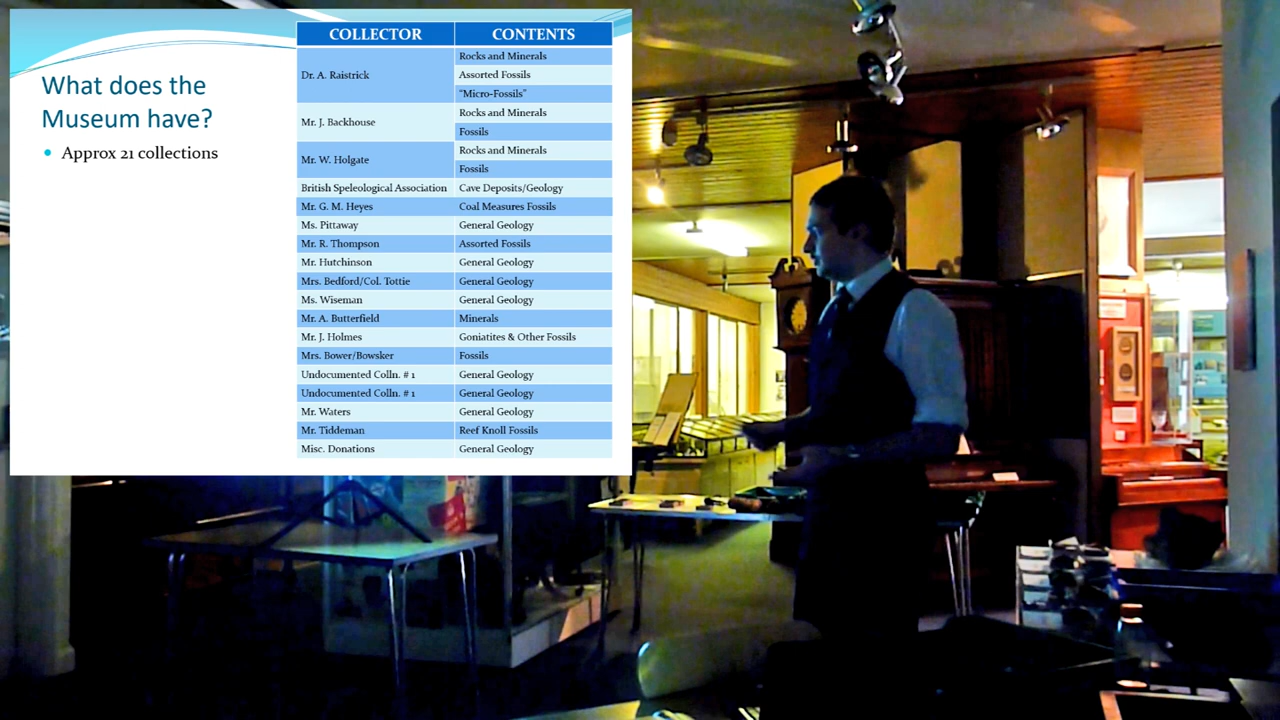 What does the
Museum have?
• Approx 21 collections
COLLECTOR CONTENTS
Dr. A. Raistrick Rocks and Minerals
Assorted Fossils
"Micro-Fossils"
Mr. J. Backhouse Rocks and Minerals
Fossils
Mr. W. Holgate Rocks and Minerals
Fossils
British Speleological Association Cave Deposits/Geology
Mr. G. M. Heyes Coal Measures Fossils
Ms. Pittaway General Geology
Mr. R. Thompson Assorted Fossils
Mr. Hutchinson General Geology
Mrs. Bedford/Col. Tottie General Geology
Ms. Wiseman General Geology
Mr. A. Butterfield Minerals
Mr. J. Holmes Goniatites & Other Fossils
Mrs. Bower/Bowsker Fossils
Undocumented Colln. # 1 General Geology
Undocumented Colln. # 1 General Geology
Mr. Waters General Geology
Mr. Tiddeman Reef Knoll Fossils
Misc. Donations General Geology